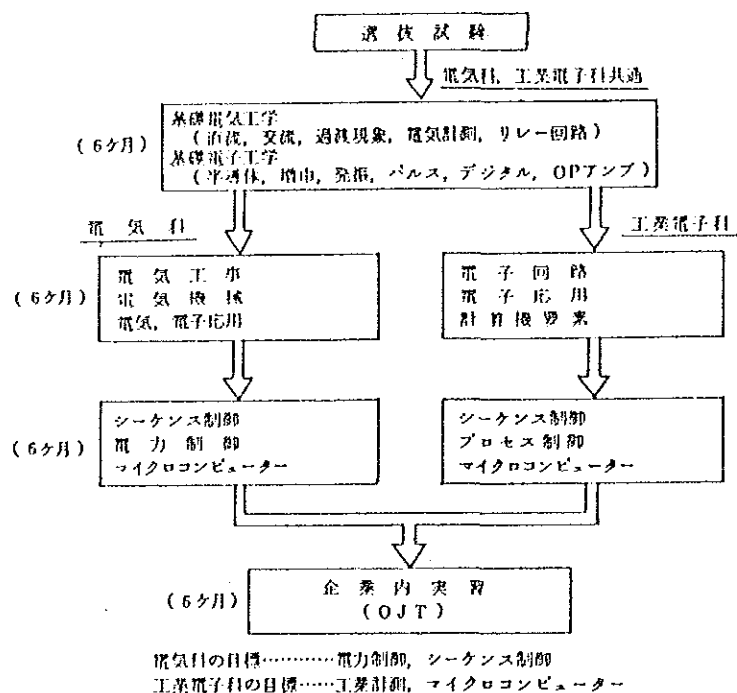 選抜試験
電気科, 工業電子科共通
基礎電気工学
(6ケ月)
(直流, 交流, 過渡現象, 電気計測, リレー回路)
基礎電子工学
(半導体, 増巾, 発振, パルス, デジタル, OPアンプ)
電気科
工業電子科
電気工事
電気機械
電気, 電子応用
(6ケ月)
電子回路
電子応用
計算機要素
シーケンス制御
電力制御
マイクロコンピューター
(6ケ月)
シーケンス制御
プロセス制御
マイクロコンピューター
企業内実習
(OJT)
(6ケ月)
電気科の目標…………電力制御, シーケンス制御
工業電子科の目標……工業計測, マイクロコンピューター